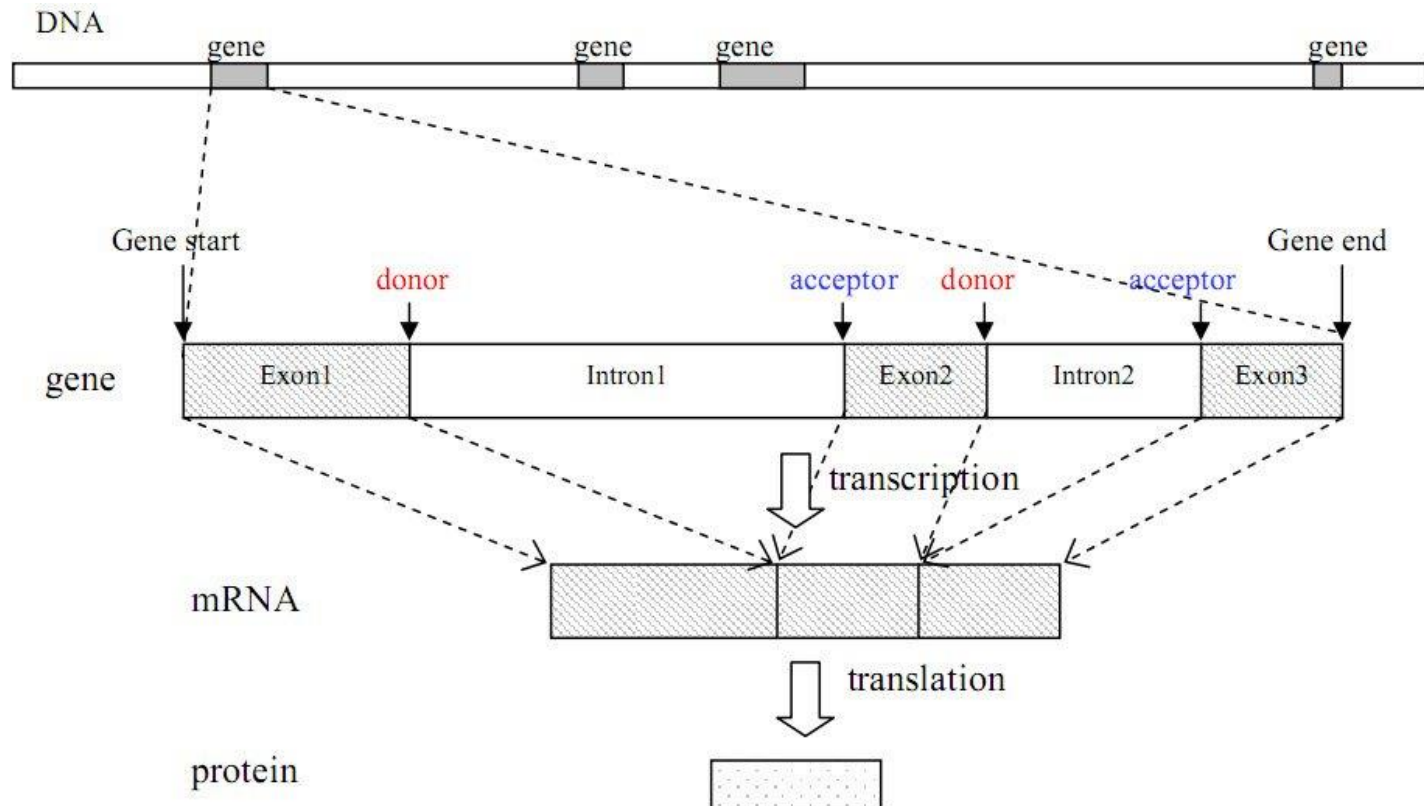 DNA
gene gene gene gene
Gene start Gene end
donor acceptor donor acceptor
gene Exon1 Intron1 Exon2 Intron2 Exon3
transcription
mRNA
translation
protein